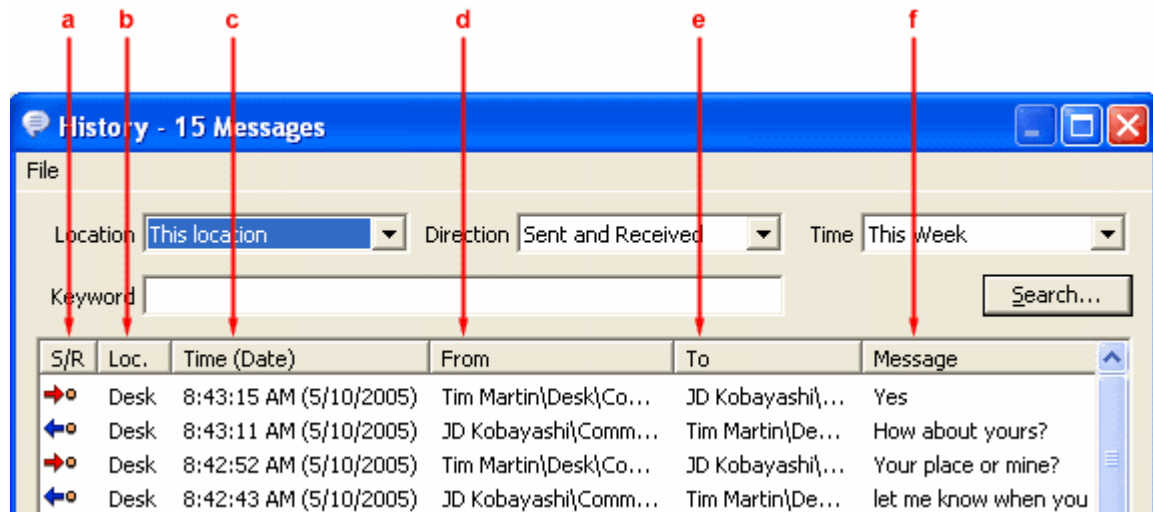 a b c d e f
History - 15 Messages
File
Location This location Direction Sent and Received Time This Week
Keyword Search...
S/R Loc. Time (Date) From To Message
Desk 8:43:15 AM (5/10/2005) Tim Martin\Desk\Co... JD Kobayashi\... Yes
Desk 8:43:11 AM (5/10/2005) JD Kobayashi\Comm... Tim Martin\De... How about yours?
Desk 8:42:52 AM (5/10/2005) Tim Martin\Desk\Co... JD Kobayashi\... Your place or mine?
Desk 8:42:43 AM (5/10/2005) JD Kobayashi\Comm... Tim Martin\De... let me know when you